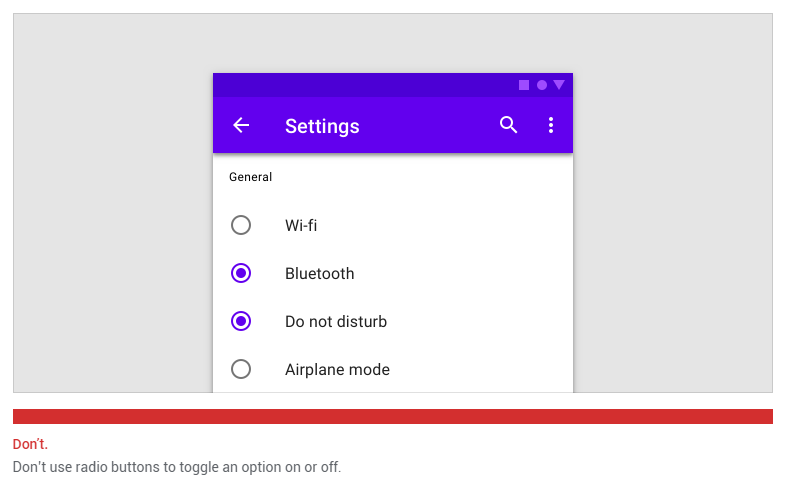 Settings
General
Wi-fi
Bluetooth
Do not disturb
Airplane mode
Don't.
Don't use radio buttons to toggle an option on or off.